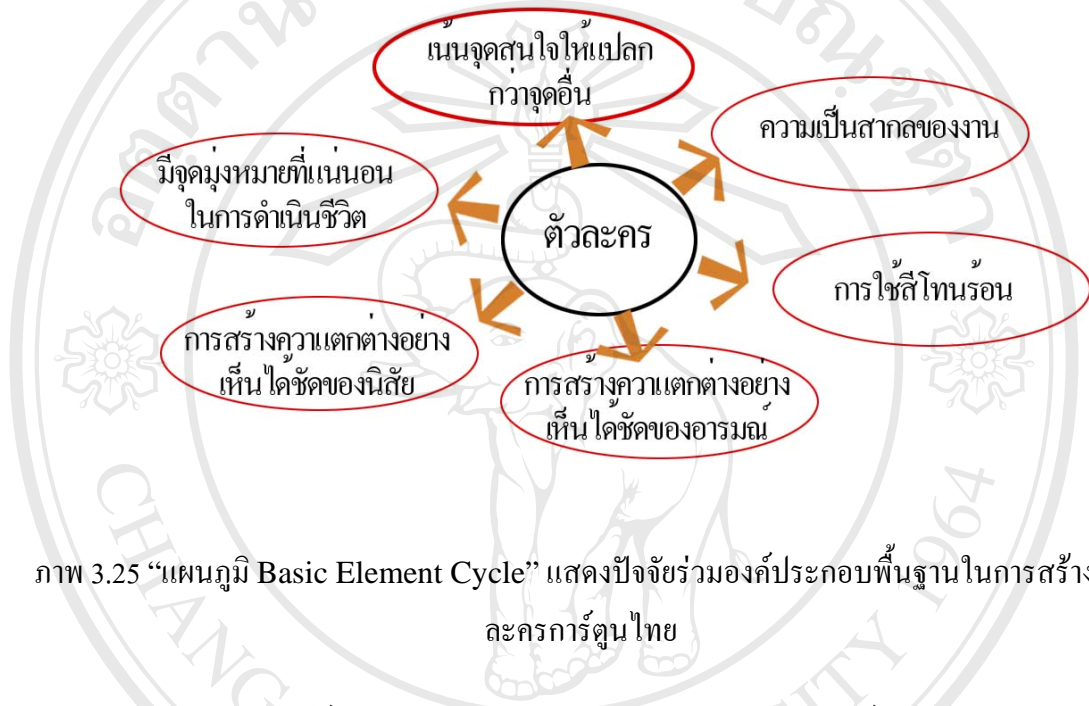 เน้นจุดสนใจให้แปลก
กว่าจุดอื่น
ความเป็นสากลของงาน
มีจุดมุ่งหมายที่แน่นอน
ในการดำเนินชีวิต
ตัวละคร
การใช้สีโทนร้อน
การสร้างควาแตกต่างอย่าง
เห็นได้ชัดของนิสัย
การสร้างควาแตกต่างอย่าง
เห็นได้ชัดของอารมณ์
ภาพ 3.25 “แผนภูมิ Basic Element Cycle” แสดงปัจจัยร่วมองค์ประกอบพื้นฐานในการสร้าง
ละครการ์ตูนไทย
1964